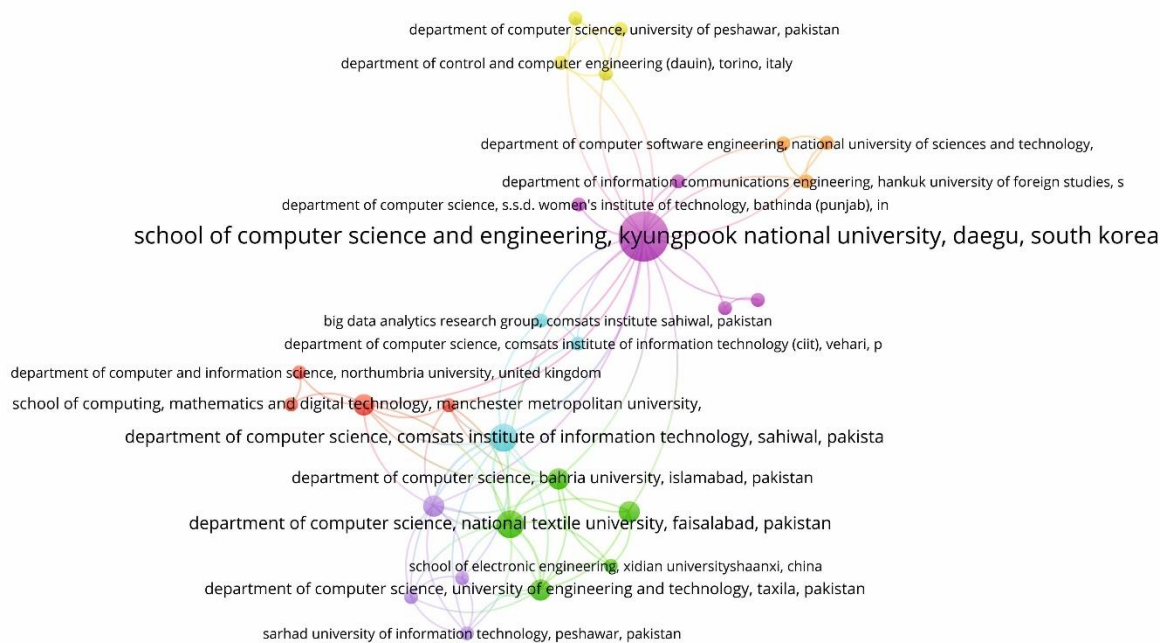 department of computer science, university of peshawar, pakistan
department of control and computer engineering (dauin), torino, italy
department of computer software engineering, national university of sciences and technology,
department of information communications engineering, hankuk university of foreign studies, s
department of computer science, s.s.d. women's institute of technology, bathinda (punjab), in
school of computer science and engineering, kyungpook national university, daegu, south korea
big data analytics research group, comsats institute sahiwal, pakistan
department of computer science, comsats institute of information technology (ciit), vehari, p
department of computer and information science, northumbria university, united kingdom
school of computing, mathematics and digital technology, manchester metropolitan university,
department of computer science, comsats institute of information technology, sahiwal, pakista
department of computer science, bahria university, islamabad, pakistan
department of computer science, national textile university, faisalabad, pakistan
school of electronic engineering, xidian universityshaanxi, china
department of computer science, university of engineering and technology, taxila, pakistan
sarhad university of information technology, peshawar, pakistan